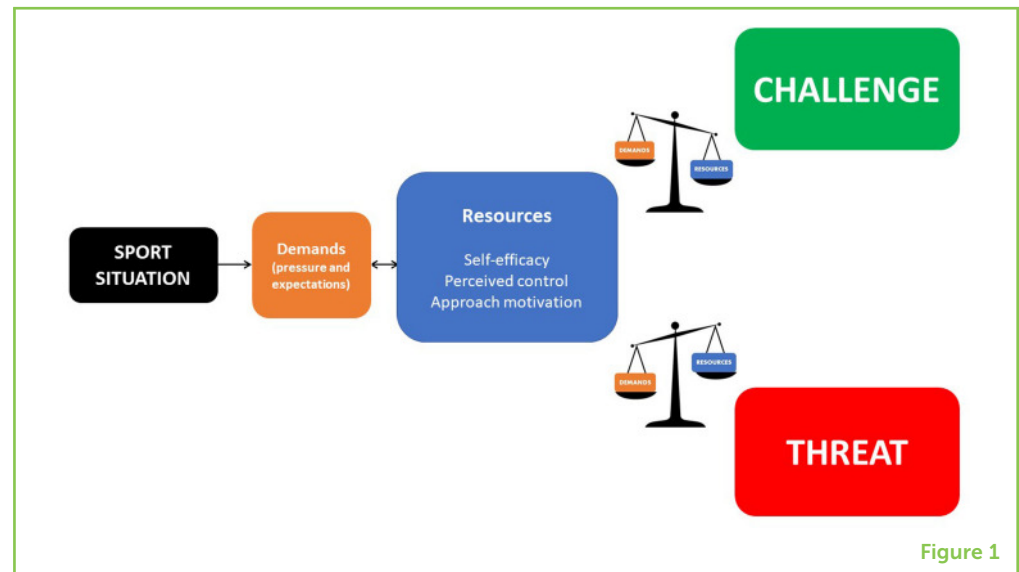 SPORT
SITUATION
Demands
(pressure and
expectations)
Resources
Self-efficacy
Perceived control
Approach motivation
DEMANDS
RESOURCES
CHALLENGE
DEMANDS
RESOURCES
THREAT
Figure 1